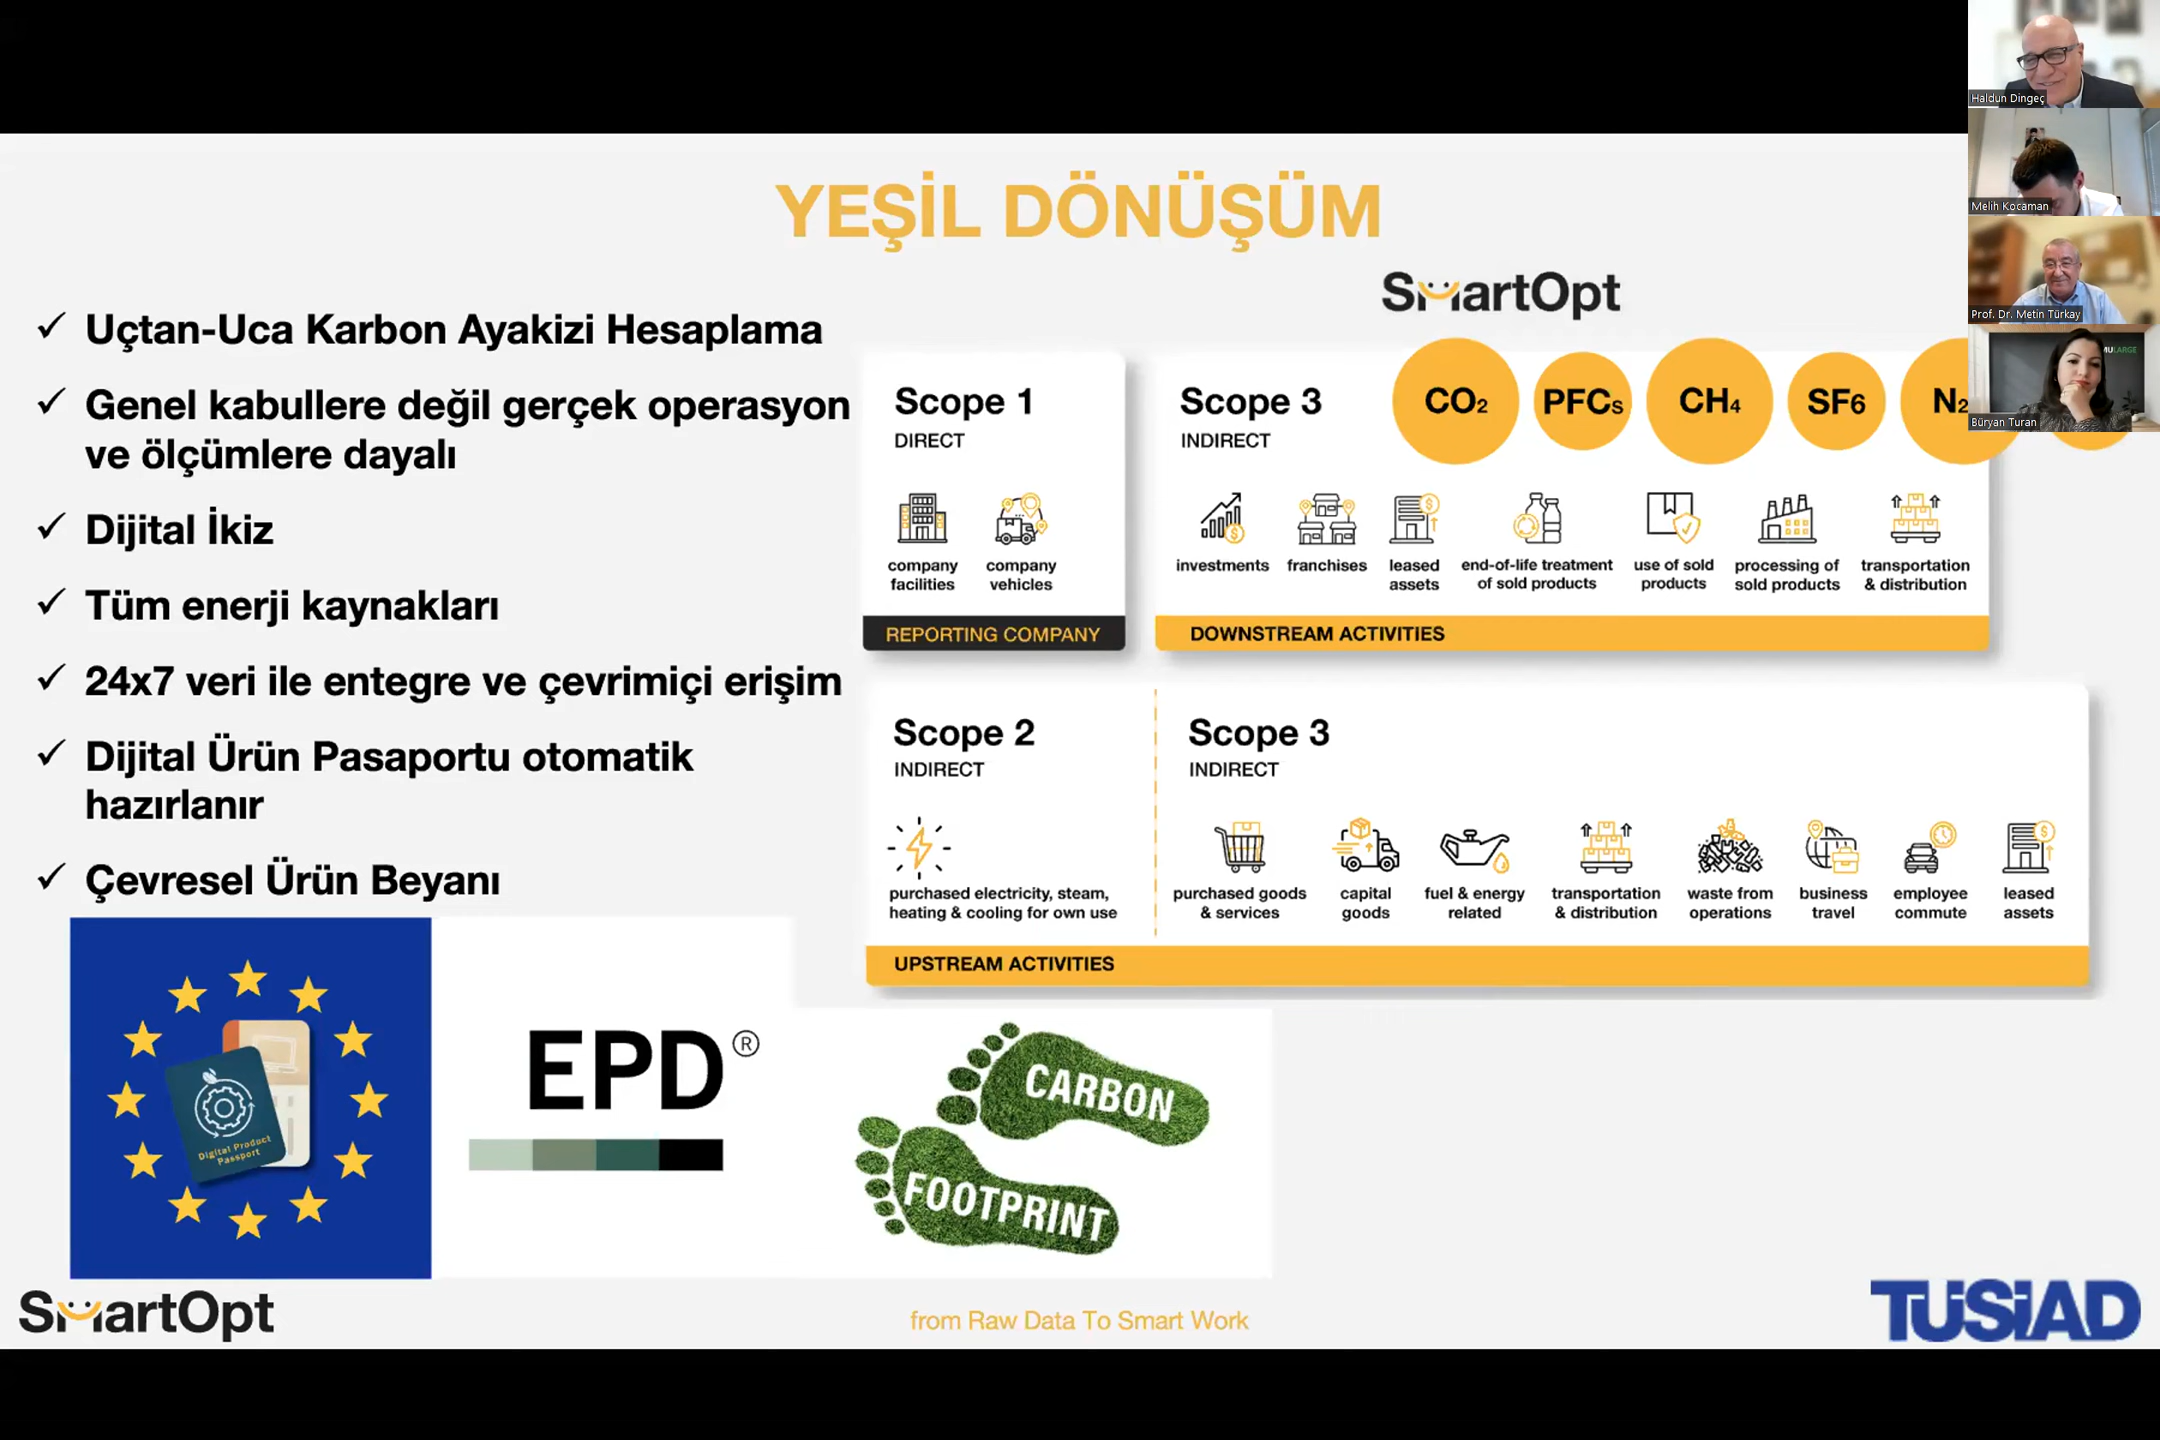 YEŞİL DÖNÜŞÜM
SmartOpt
Uçtan-Uca Karbon Ayakizi Hesaplama
Genel kabullere değil gerçek operasyon
ve ölçümlere dayalı
Dijital İkiz
Tüm enerji kaynakları
24x7 veri ile entegre ve çevrimiçi erişim
Dijital Ürün Pasaportu otomatik
hazırlanır
Çevresel Ürün Beyanı
Scope 1
DIRECT
company
facilities
company
vehicles
REPORTING COMPANY
Scope 3
INDIRECT
CO2
PFCs
CH4
SF6
N2
investments
franchises
leased
assets
end-of-life treatment
of sold products
use of sold
products
processing of
sold products
transportation
& distribution
DOWNSTREAM ACTIVITIES
Scope 2
INDIRECT
purchased electricity, steam,
heating & cooling for own use
Scope 3
INDIRECT
purchased goods
& services
capital
goods
fuel & energy
related
transportation
& distribution
waste from
operations
business
travel
employee
commute
leased
assets
UPSTREAM ACTIVITIES
Digital Product
Passport
EPD®
CARBON
FOOTPRINT
SmartOpt
from Raw Data To Smart Work
TÜSİAD
Haldun Dingeç
Melih Kocaman
Prof. Dr. Metin Türkay
MULARGE
Büryan Turan